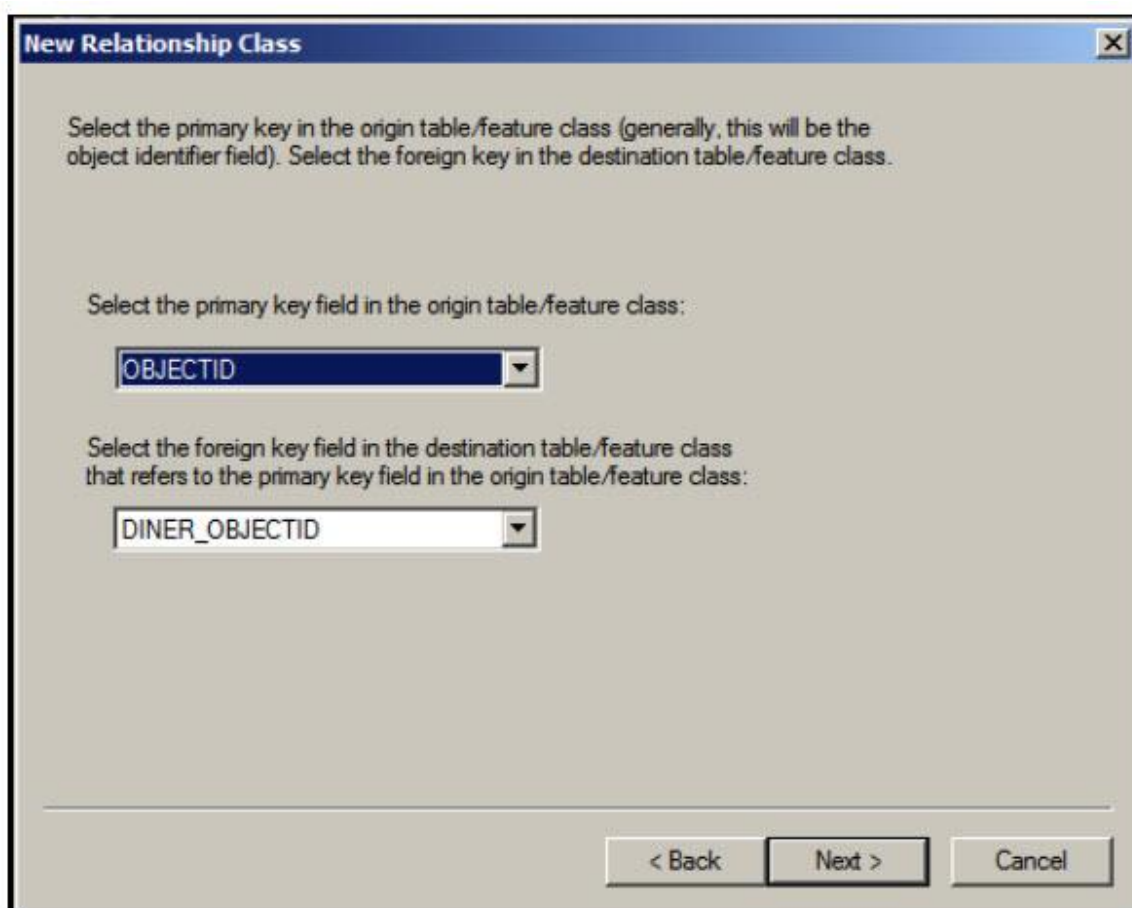 New Relationship Class
Select the primary key in the origin table/feature class (generally, this will be the
object identifier field). Select the foreign key in the destination table/feature class.
Select the primary key field in the origin table/feature class:
OBJECTID
Select the foreign key field in the destination table/feature class
that refers to the primary key field in the origin table/feature class:
DINER_OBJECTID
< Back Next > Cancel